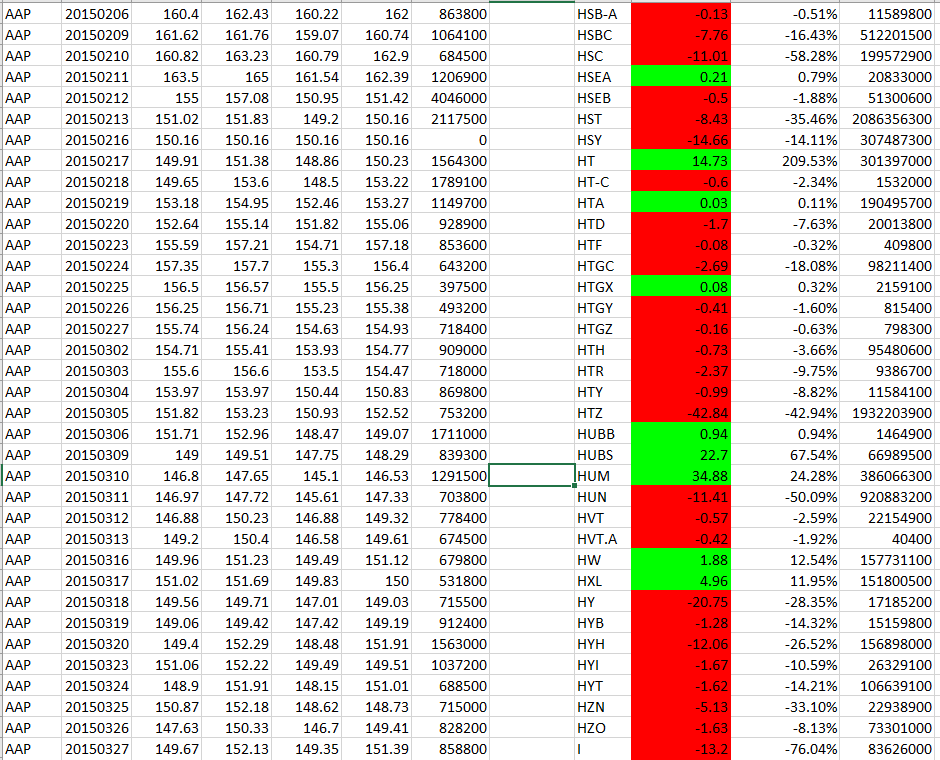 AAP 20150206 160.4 162.43 160.22 162 863800 HSB-A -0.13 -0.51% 11589800
AAP 20150209 161.62 161.76 159.07 160.74 1064100 HSBC -7.76 -16.43% 512201500
AAP 20150210 160.82 163.23 160.79 162.9 684500 HSC -11.01 -58.28% 199572900
AAP 20150211 163.5 165 161.54 162.39 1206900 HSEA 0.21 0.79% 20833000
AAP 20150212 155 157.08 150.95 151.42 4046000 HSEB -0.5 -1.88% 51300600
AAP 20150213 151.02 151.83 149.2 150.16 2117500 HST -8.43 -35.46% 2086356300
AAP 20150216 150.16 150.16 150.16 150.16 0 HSY -14.66 -14.11% 307487300
AAP 20150217 149.91 151.38 148.86 150.23 1564300 HT 14.73 209.53% 301397000
AAP 20150218 149.65 153.6 148.5 153.22 1789100 HT-C -0.6 -2.34% 1532000
AAP 20150219 153.18 154.95 152.46 153.27 1149700 HTA 0.03 0.11% 190495700
AAP 20150220 152.64 155.14 151.82 155.06 928900 HTD -1.7 -7.63% 20013800
AAP 20150223 155.59 157.21 154.71 157.18 853600 HTF -0.08 -0.32% 409800
AAP 20150224 157.35 157.7 155.3 156.4 643200 HTGC -2.69 -18.08% 98211400
AAP 20150225 156.5 156.57 155.5 156.25 397500 HTGX 0.08 0.32% 2159100
AAP 20150226 156.25 156.71 155.23 155.38 493200 HTGY -0.41 -1.60% 815400
AAP 20150227 155.74 156.24 154.63 154.93 718400 HTGZ -0.16 -0.63% 798300
AAP 20150302 154.71 155.41 153.93 154.77 909000 HTH -0.73 -3.66% 95480600
AAP 20150303 155.6 156.6 153.5 154.47 718000 HTR -2.37 -9.75% 9386700
AAP 20150304 153.97 153.97 150.44 150.83 869800 HTY -0.99 -8.82% 11584100
AAP 20150305 151.82 153.23 150.93 152.52 753200 HTZ -42.84 -42.94% 1932203900
AAP 20150306 151.71 152.96 148.47 149.07 1711000 HUBB 0.94 0.94% 1464900
AAP 20150309 149 149.51 147.75 148.29 839300 HUBS 22.7 67.54% 66989500
AAP 20150310 146.8 147.65 145.1 146.53 1291500 HUM 34.88 24.28% 386066300
AAP 20150311 146.97 147.72 145.61 147.33 703800 HUN -11.41 -50.09% 920883200
AAP 20150312 146.88 150.23 146.88 149.32 778400 HVT -0.57 -2.59% 22154900
AAP 20150313 149.2 150.4 146.58 149.61 674500 HVT.A -0.42 -1.92% 40400
AAP 20150316 149.96 151.23 149.49 151.12 679800 HW 1.88 12.54% 157731100
AAP 20150317 151.02 151.69 149.83 150 531800 HXL 4.96 11.95% 151800500
AAP 20150318 149.56 149.71 147.01 149.03 715500 HY -20.75 -28.35% 17185200
AAP 20150319 149.06 149.42 147.42 149.19 912400 HYB -1.28 -14.32% 15159800
AAP 20150320 149.4 152.29 148.48 151.91 1563000 HYH -12.06 -26.52% 156898000
AAP 20150323 151.06 152.22 149.49 149.51 1037200 HYI -1.67 -10.59% 26329100
AAP 20150324 148.9 151.91 148.15 151.01 688500 HYT -1.62 -14.21% 106639100
AAP 20150325 150.87 152.18 148.62 148.73 715000 HZN -5.13 -33.10% 22938900
AAP 20150326 147.63 150.33 146.7 149.41 828200 HZO -1.63 -8.13% 73301000
AAP 20150327 149.67 152.13 149.35 151.39 858800 I -13.2 -76.04% 83626000